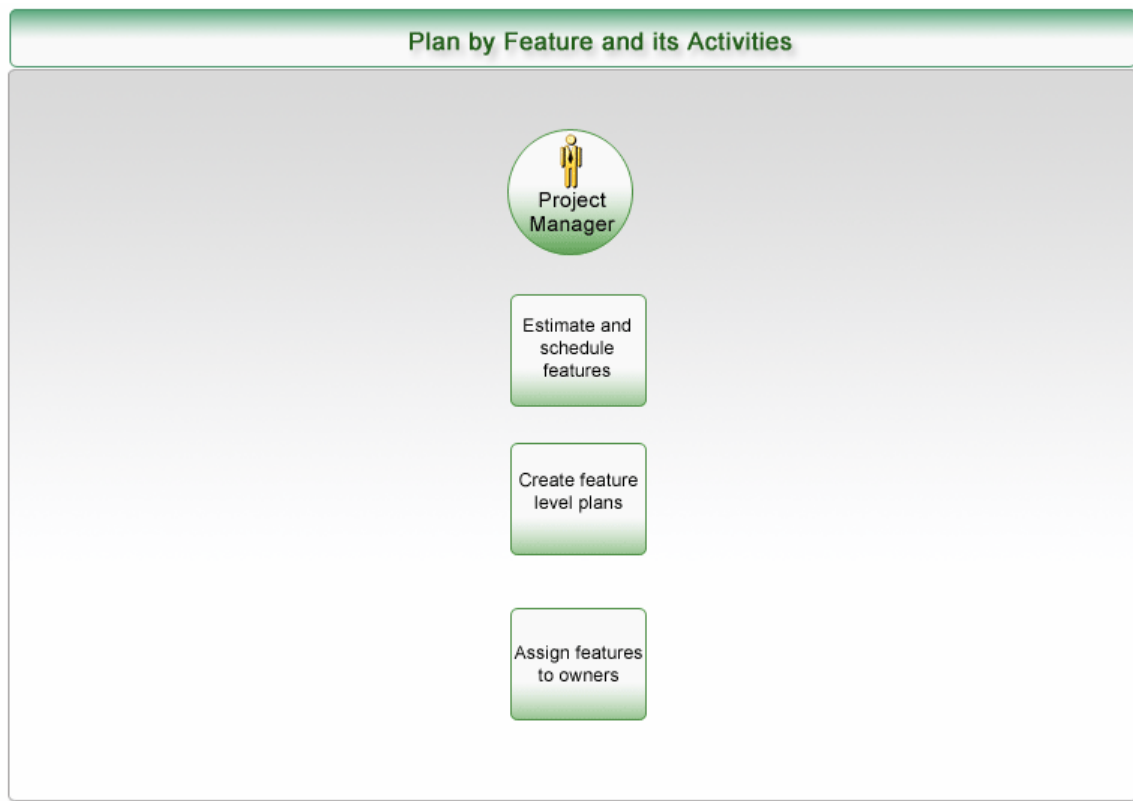 Plan by Feature and its Activities
Project
Manager
Estimate and
schedule
features
Create feature
level plans
Assign features
to owners